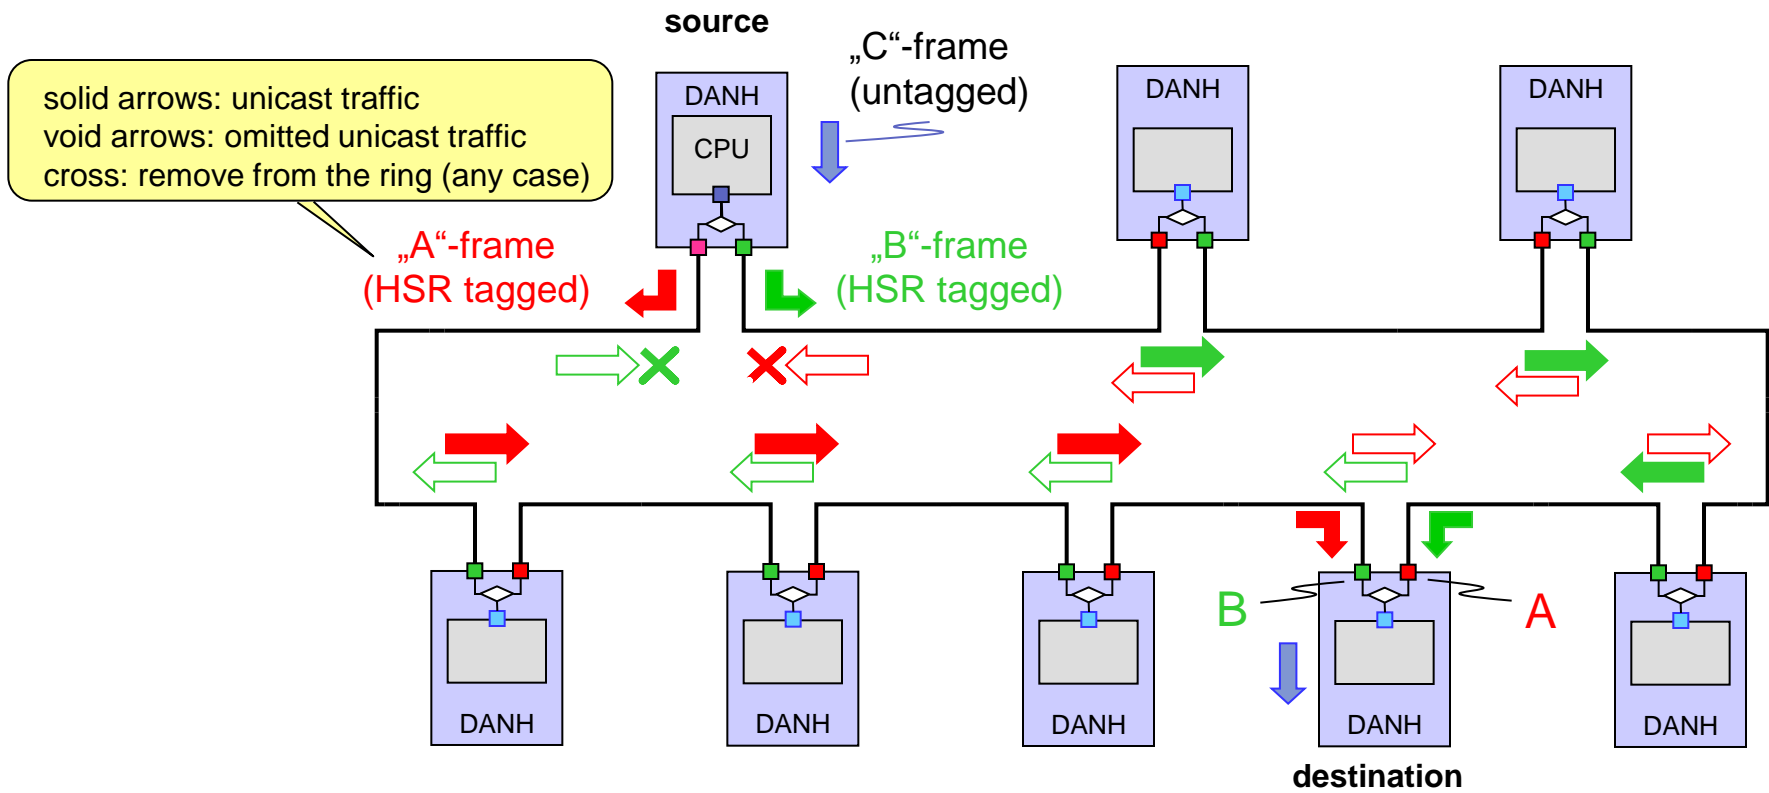 source
„C“-frame
(untagged)
solid arrows: unicast traffic
void arrows: omitted unicast traffic
cross: remove from the ring (any case)
DANH
CPU
DANH
DANH
„A“-frame
(HSR tagged)
„B“-frame
(HSR tagged)
B
A
DANH
DANH
DANH
DANH
DANH
destination